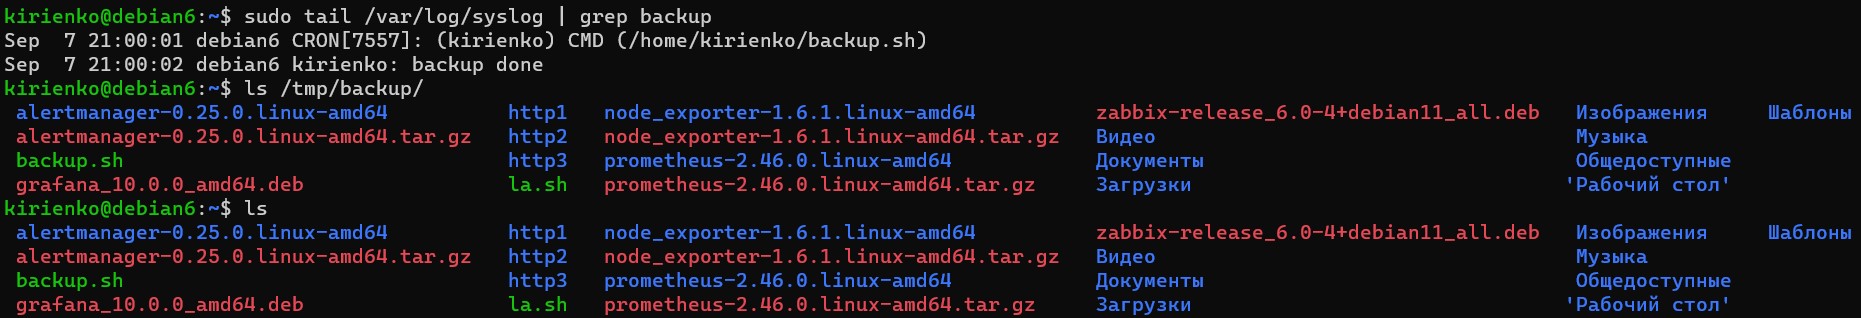 kirienko@debian6:~$ sudo tail /var/log/syslog | grep backup
Sep  7 21:00:01 debian6 CRON[7557]: (kirienko) CMD (/home/kirienko/backup.sh)
Sep  7 21:00:02 debian6 kirienko: backup done
kirienko@debian6:~$ ls /tmp/backup/
 alertmanager-0.25.0.linux-amd64          http1   node_exporter-1.6.1.linux-amd64          zabbix-release_6.0-4+debian11_all.deb   Изображения     Шаблоны
 alertmanager-0.25.0.linux-amd64.tar.gz   http2   node_exporter-1.6.1.linux-amd64.tar.gz   Видео                                   Музыка
 backup.sh                                http3   prometheus-2.46.0.linux-amd64            Документы                               Общедоступные
 grafana_10.0.0_amd64.deb                 la.sh   prometheus-2.46.0.linux-amd64.tar.gz     Загрузки                               'Рабочий стол'
kirienko@debian6:~$ ls
 alertmanager-0.25.0.linux-amd64          http1   node_exporter-1.6.1.linux-amd64          zabbix-release_6.0-4+debian11_all.deb   Изображения     Шаблоны
 alertmanager-0.25.0.linux-amd64.tar.gz   http2   node_exporter-1.6.1.linux-amd64.tar.gz   Видео                                   Музыка
 backup.sh                                http3   prometheus-2.46.0.linux-amd64            Документы                               Общедоступные
 grafana_10.0.0_amd64.deb                 la.sh   prometheus-2.46.0.linux-amd64.tar.gz     Загрузки                               'Рабочий стол'